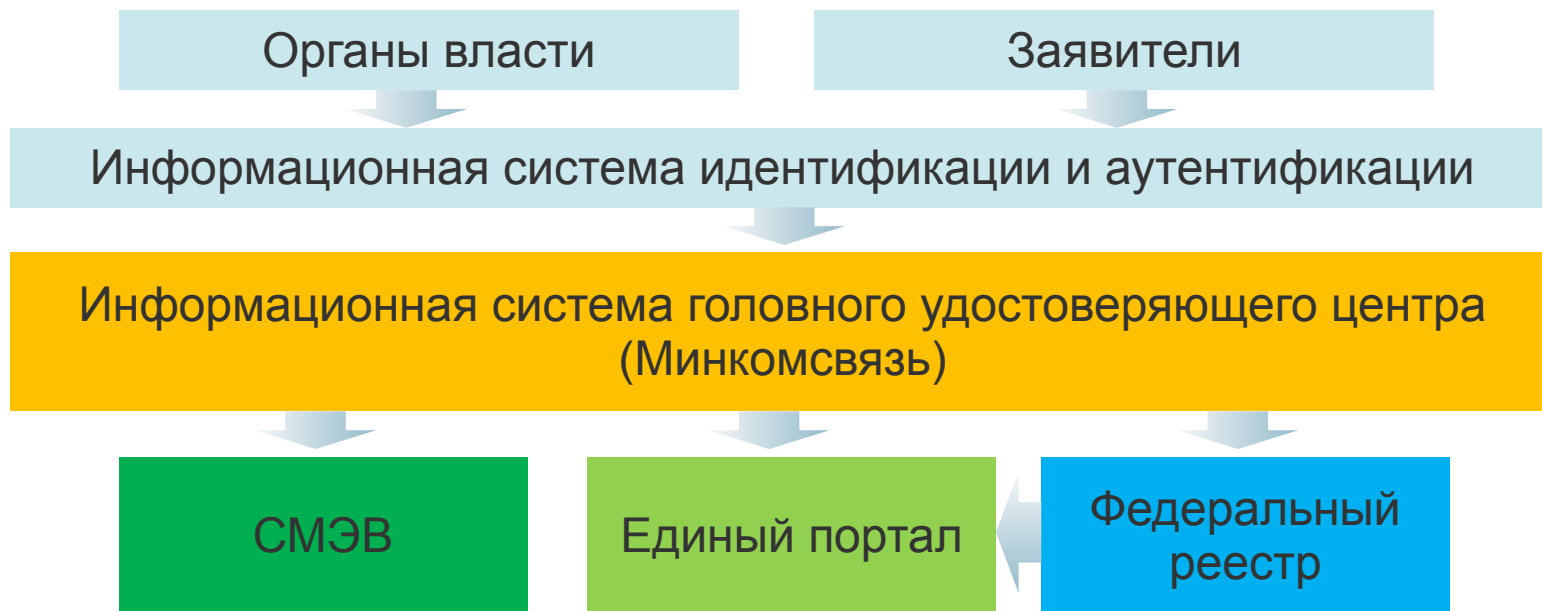 Органы власти
Заявители
Информационная система идентификации и аутентификации
Информационная система головного удостоверяющего центра
(Минкомсвязь)
СМЭВ
Единый портал
Федеральный
реестр